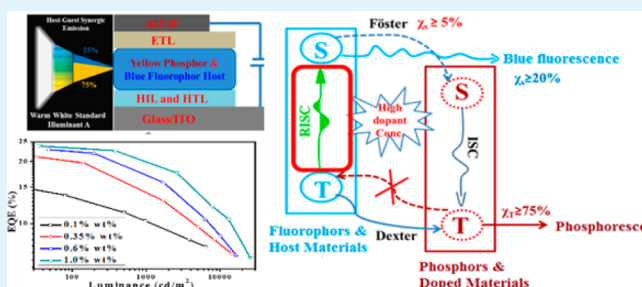 Host-Guest Synergic
Emission
25%
75%
Warm White Standard
Illuminant A
Al/LiF
ETL
Yellow Phosphor &
Blue Fluorophor Host
HIL and HTL
Glass/ITO
EQE (%)
25
20
15
10
0.1% wt%
0.35% wt%
0.6% wt%
1.0% wt%
100
1000
10000
Luminance (cd/m²)
Föster
χs ≥ 5%
S
Blue fluorescence
χs≥20%
RISC
High
dopant
Conc.
S
ISC
T
T
χT≥75%
Phosphoresc
Dexter
Fluorophors &
Host Materials
Phosphors &
Doped Materials